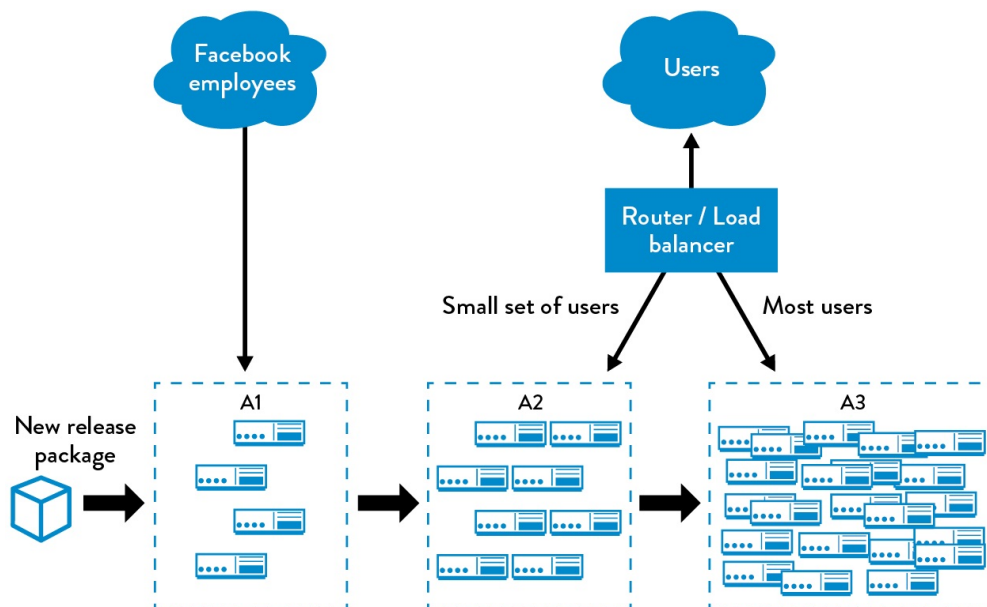 Facebook
employees
Users
Router / Load
balancer
Small set of users
Most users
New release
package
A1
A2
A3